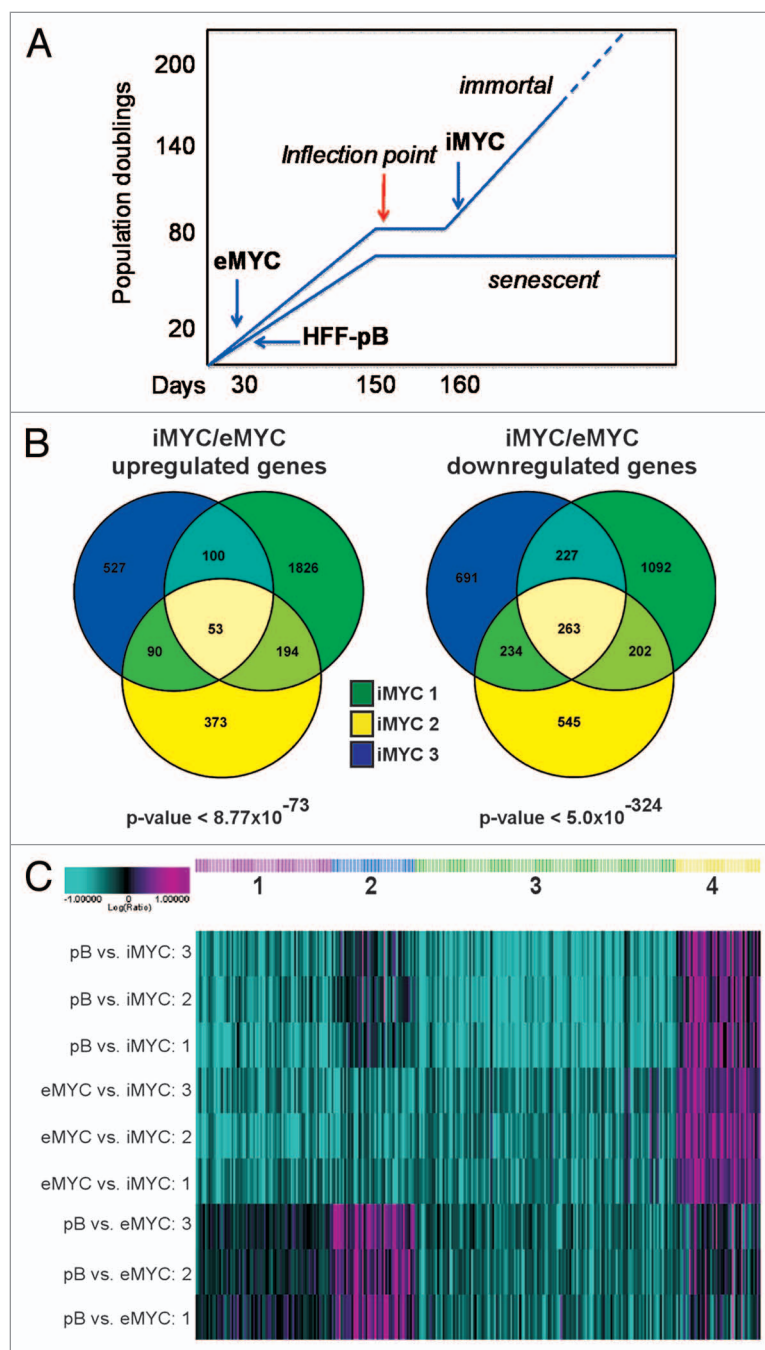 A
Population doublings
200
140
80
20
immortal
Inflection point
iMYC
eMYC
senescent
HFF-pB
Days 30 150 160
B
iMYC/eMYC
upregulated genes
iMYC/eMYC
downregulated genes
527
100
1826
53
90
194
373
691
227
1092
263
234
202
545
iMYC 1
iMYC 2
iMYC 3
p-value < 8.77x10-73
p-value < 5.0x10-324
C
-1.00000 0 1.00000
Log(Ratio)
1 2 3 4
pB vs. iMYC: 3
pB vs. iMYC: 2
pB vs. iMYC: 1
eMYC vs. iMYC: 3
eMYC vs. iMYC: 2
eMYC vs. iMYC: 1
pB vs. eMYC: 3
pB vs. eMYC: 2
pB vs. eMYC: 1